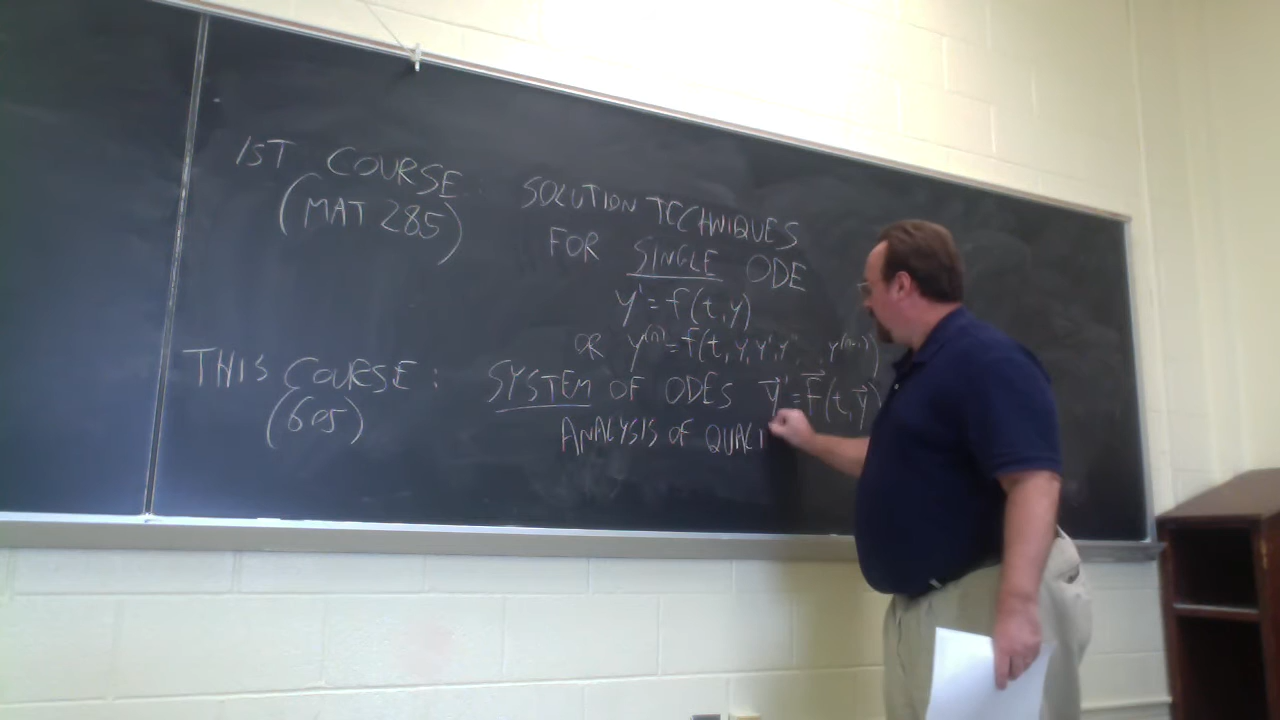 1ST COURSE : SOLUTION TECHNIQUES
(MAT 285) FOR SINGLE ODE
y' = f(t, y)
OR y⁽ⁿ⁾ = f(t, y, y', y'' , y⁽ⁿ⁻¹⁾)
THIS COURSE : SYSTEM OF ODES y⃗' = F⃗(t, y⃗)
(605) ANALYSIS OF QUALI